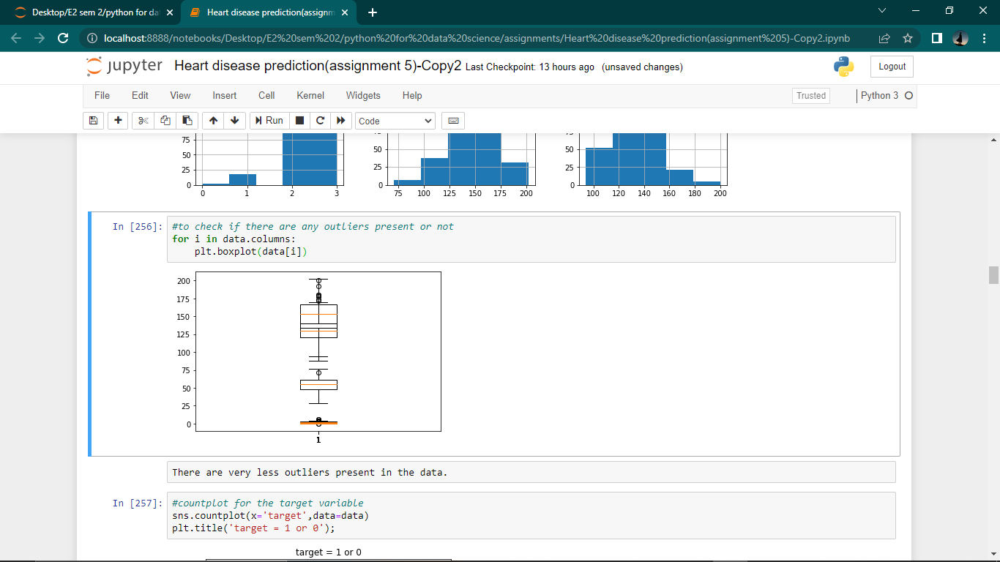 Desktop/E2 sem 2/python for da
Heart disease prediction(assignm
localhost:8888/notebooks/Desktop/E2%20sem%202/python%20for%20data%20science/assignments/Heart%20disease%20prediction(assignment%205)-Copy2.ipynb
jupyter Heart disease prediction(assignment 5)-Copy2 Last Checkpoint: 13 hours ago (unsaved changes)
Logout
File Edit View Insert Cell Kernel Widgets Help
Trusted
Python 3
Run
Code
75
50
25
0
0 1 2 3
50
25
0
75 100 125 150 175 200
50
25
0
100 120 140 160 180 200
In [256]:
#to check if there are any outliers present or not
for i in data.columns:
    plt.boxplot(data[i])
200
175
150
125
100
75
50
25
0
1
There are very less outliers present in the data.
In [257]:
#countplot for the target variable
sns.countplot(x='target',data=data)
plt.title('target = 1 or 0');
target = 1 or 0